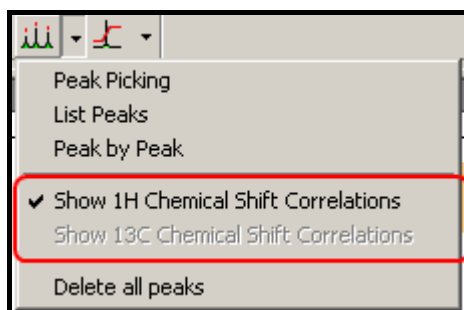 Peak Picking
List Peaks
Peak by Peak
Show 1H Chemical Shift Correlations
Show 13C Chemical Shift Correlations
Delete all peaks